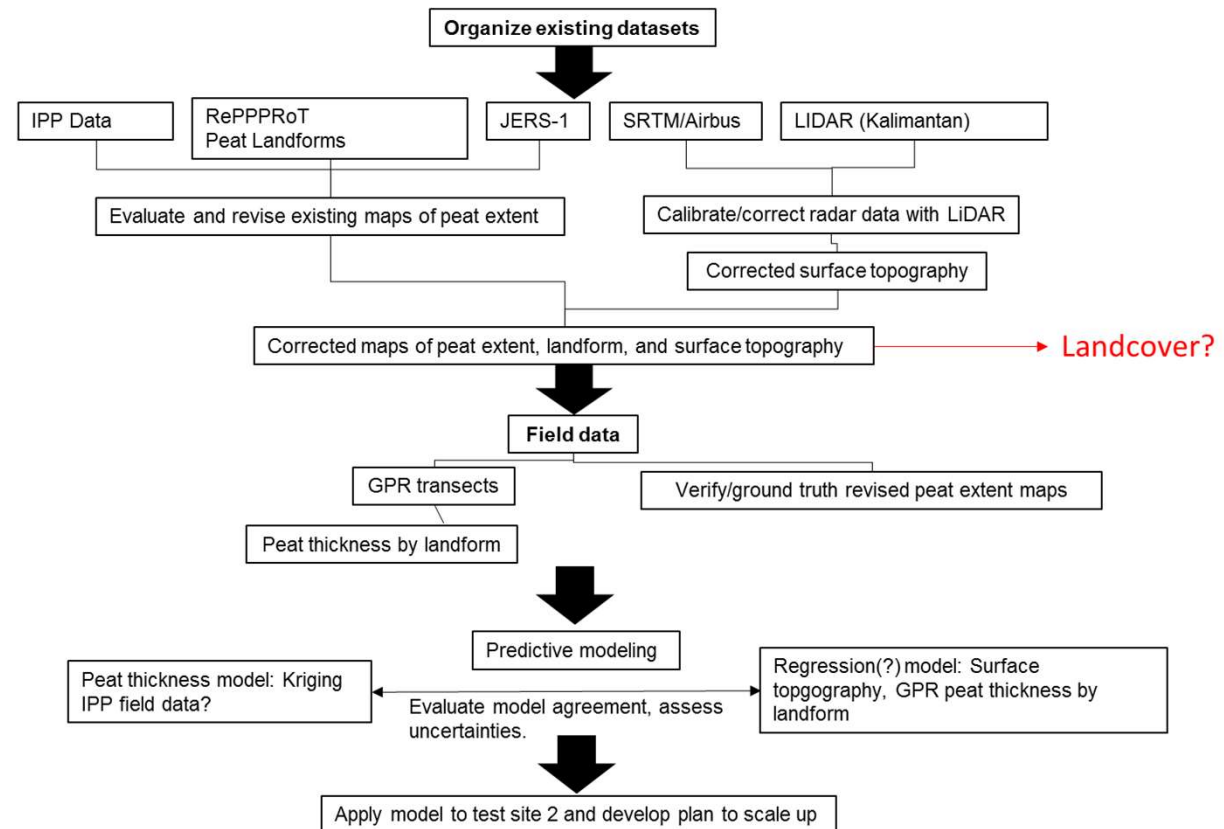 Organize existing datasets
IPP Data
RePPPRoT
Peat Landforms
JERS-1
SRTM/Airbus
LIDAR (Kalimantan)
Evaluate and revise existing maps of peat extent
Calibrate/correct radar data with LiDAR
Corrected surface topography
Corrected maps of peat extent, landform, and surface topography
Landcover?
Field data
GPR transects
Verify/ground truth revised peat extent maps
Peat thickness by landform
Predictive modeling
Peat thickness model: Kriging
IPP field data?
Evaluate model agreement, assess
uncertainties.
Regression(?) model: Surface
topgography, GPR peat thickness by
landform
Apply model to test site 2 and develop plan to scale up